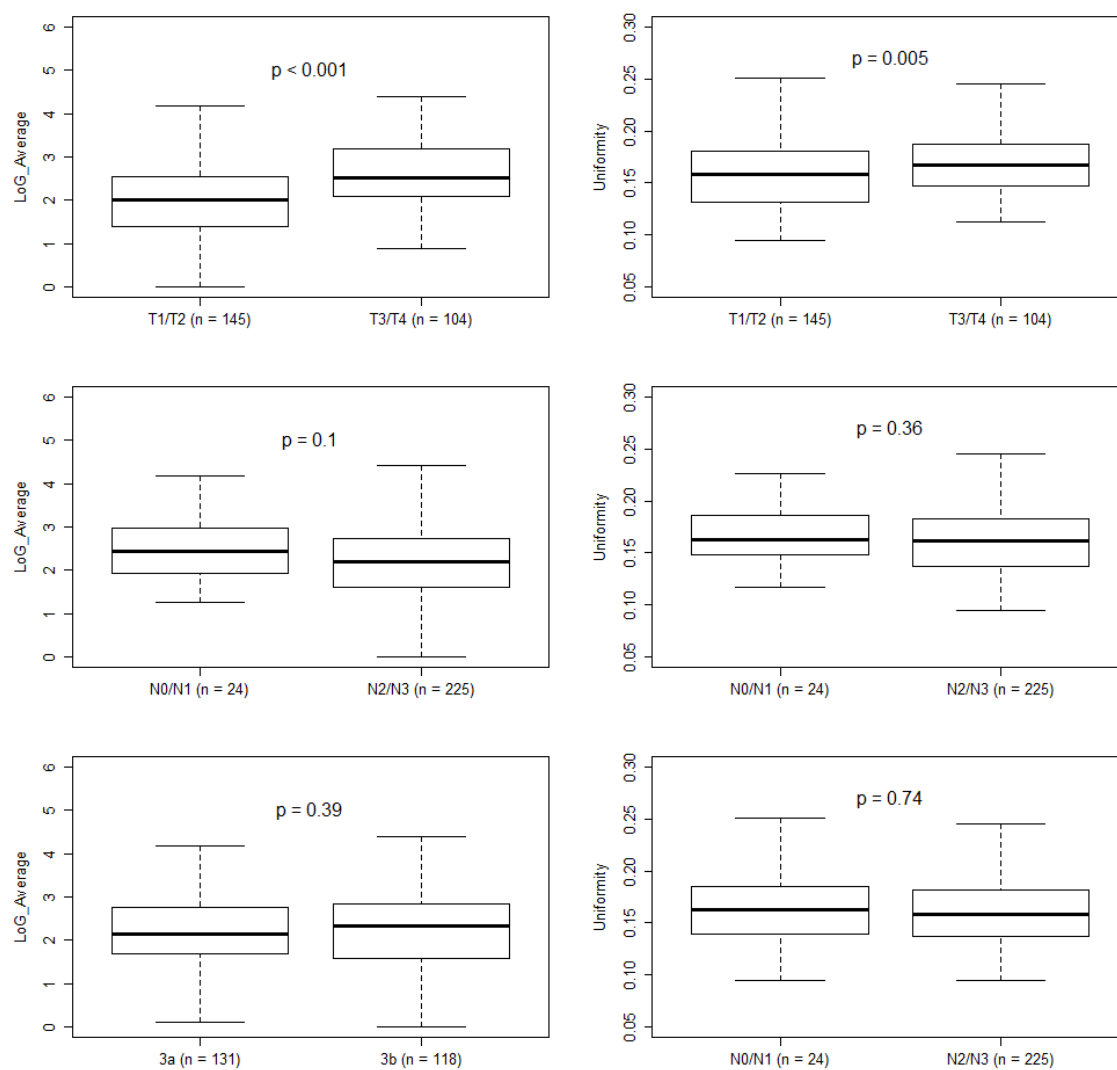 p < 0.001
LoG_Average
0 1 2 3 4 5 6
T1/T2 (n = 145) T3/T4 (n = 104)
p = 0.005
Uniformity
0.05 0.10 0.15 0.20 0.25 0.30
T1/T2 (n = 145) T3/T4 (n = 104)
p = 0.1
LoG_Average
0 1 2 3 4 5 6
N0/N1 (n = 24) N2/N3 (n = 225)
p = 0.36
Uniformity
0.05 0.10 0.15 0.20 0.25 0.30
N0/N1 (n = 24) N2/N3 (n = 225)
p = 0.39
LoG_Average
0 1 2 3 4 5 6
3a (n = 131) 3b (n = 118)
p = 0.74
Uniformity
0.05 0.10 0.15 0.20 0.25 0.30
N0/N1 (n = 24) N2/N3 (n = 225)